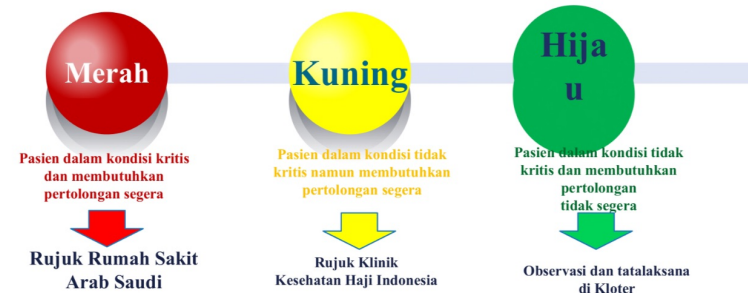 Merah
Pasien dalam kondisi kritis
dan membutuhkan
pertolongan segera
Rujuk Rumah Sakit
Arab Saudi
Kuning
Pasien dalam kondisi tidak
kritis namun membutuhkan
pertolongan segera
Rujuk Klinik
Kesehatan Haji Indonesia
Hija
u
Pasien dalam kondisi tidak
kritis dan membutuhkan
pertolongan
tidak segera
Observasi dan tatalaksana
di Kloter